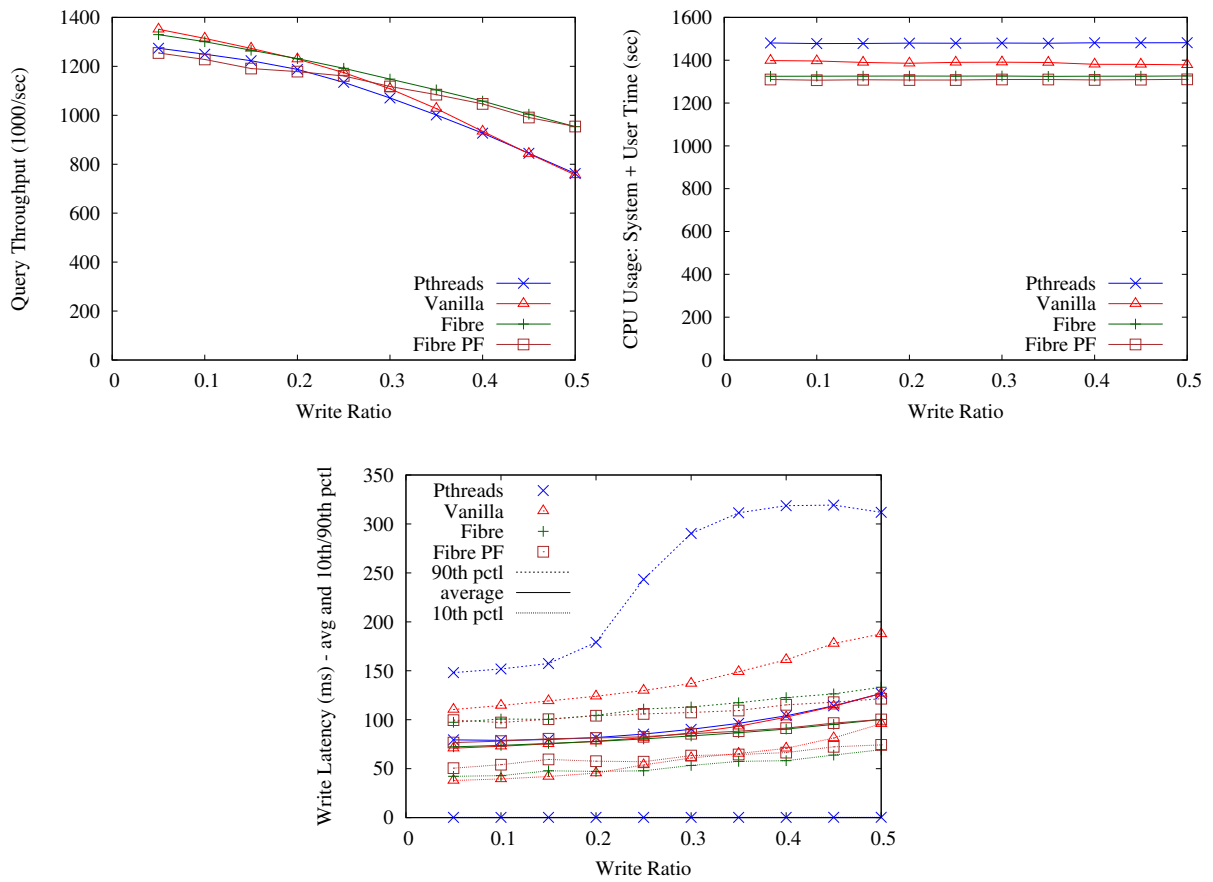 Query Throughput (1000/sec)
1400
1200
1000
800
600
400
200
0
Pthreads
Vanilla
Fibre
Fibre PF
0 0.1 0.2 0.3 0.4 0.5
Write Ratio
CPU Usage: System + User Time (sec)
1600
1400
1200
1000
800
600
400
200
0
Pthreads
Vanilla
Fibre
Fibre PF
0 0.1 0.2 0.3 0.4 0.5
Write Ratio
Write Latency (ms) - avg and 10th/90th pctl
350
300
250
200
150
100
50
0
Pthreads
Vanilla
Fibre
Fibre PF
90th pctl
average
10th pctl
0 0.1 0.2 0.3 0.4 0.5
Write Ratio